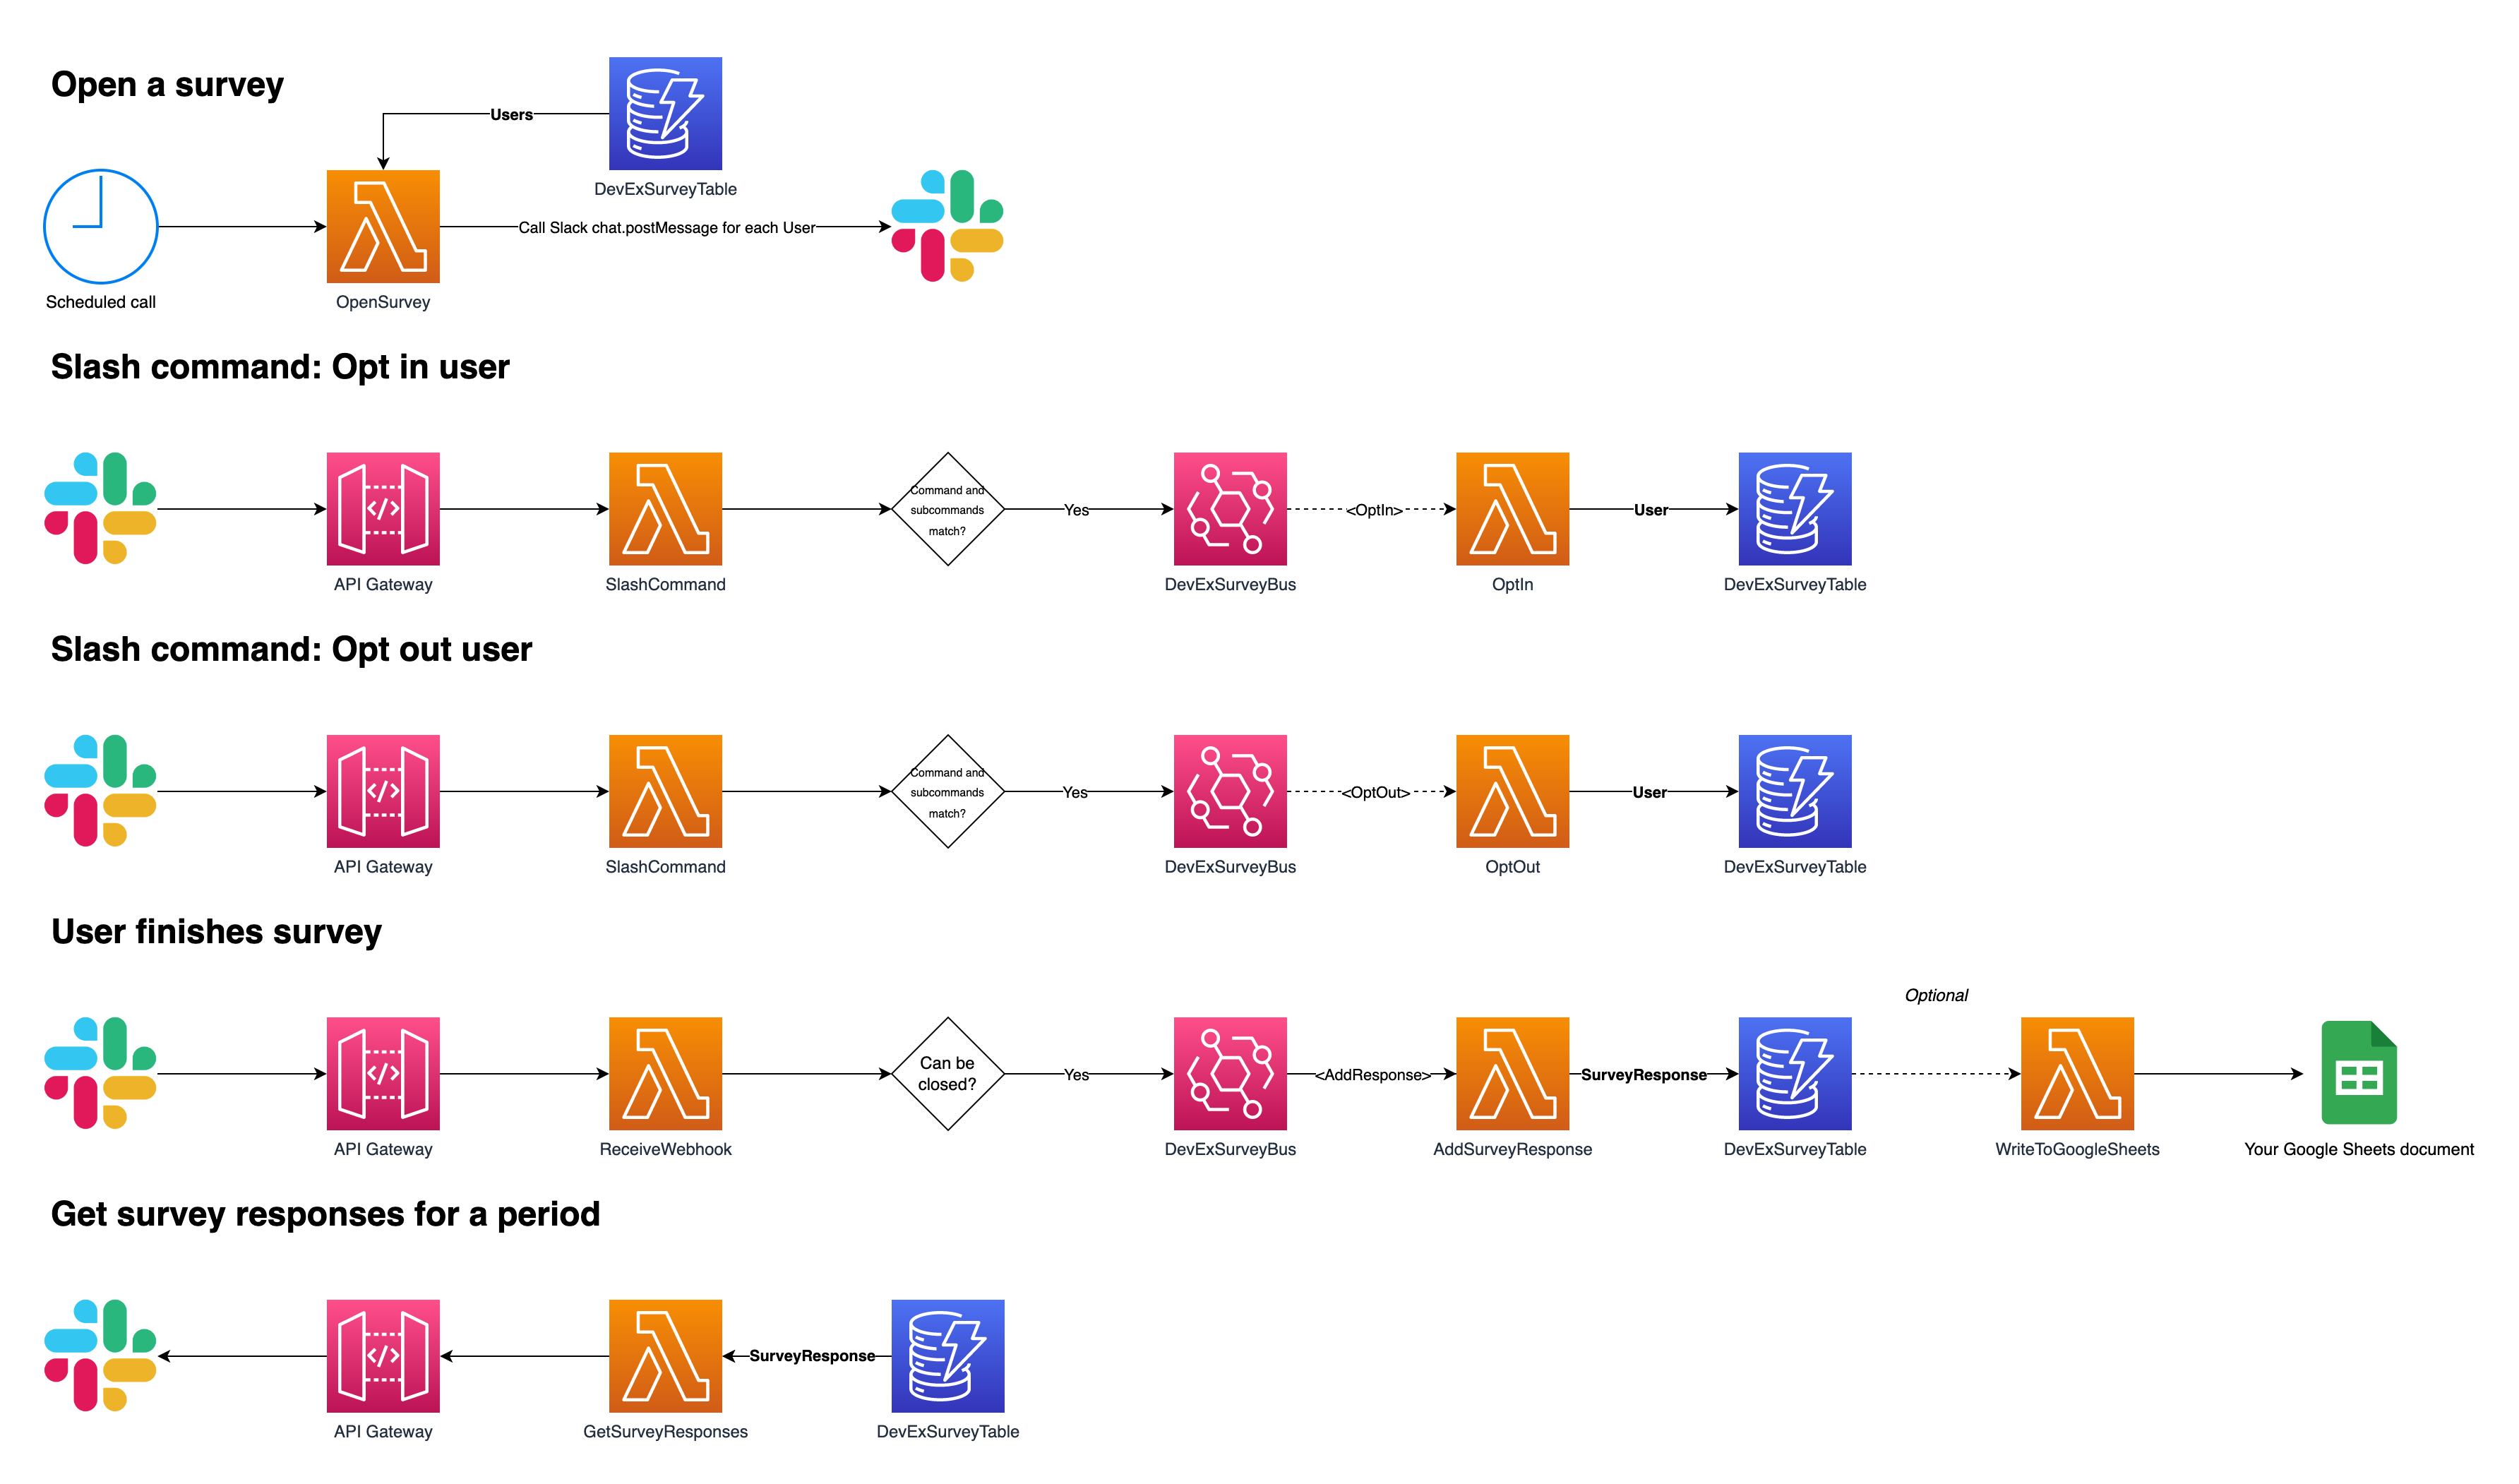 Open a survey
Users
DevExSurveyTable
Call Slack chat.postMessage for each User
Scheduled call
OpenSurvey
Slash command: Opt in user
Command and
subcommands
match?
Yes
<OptIn>
User
API Gateway
SlashCommand
DevExSurveyBus
OptIn
DevExSurveyTable
Slash command: Opt out user
Command and
subcommands
match?
Yes
<OptOut>
User
API Gateway
SlashCommand
DevExSurveyBus
OptOut
DevExSurveyTable
User finishes survey
Optional
Can be
closed?
Yes
<AddResponse>
SurveyResponse
API Gateway
ReceiveWebhook
DevExSurveyBus
AddSurveyResponse
DevExSurveyTable
WriteToGoogleSheets
Your Google Sheets document
Get survey responses for a period
</>
SurveyResponse
API Gateway
GetSurveyResponses
DevExSurveyTable